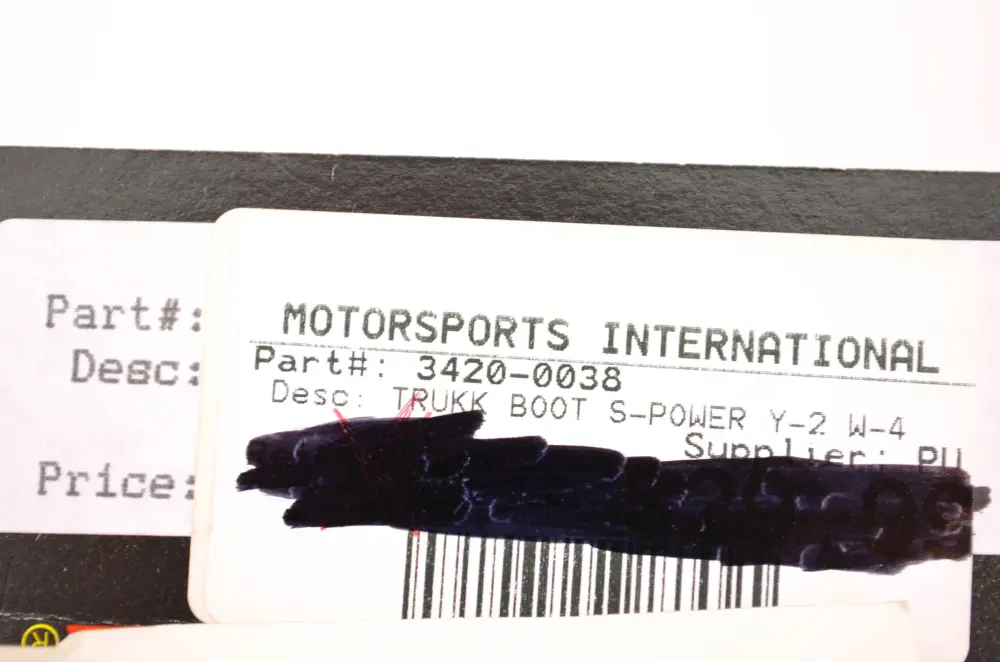 Part#:
Desc:
Price:
MOTORSPORTS INTERNATIONAL
Part#: 3420-0038
Desc: TRUKK BOOT S-POWER Y-2 W-4
Supplier: PU
®